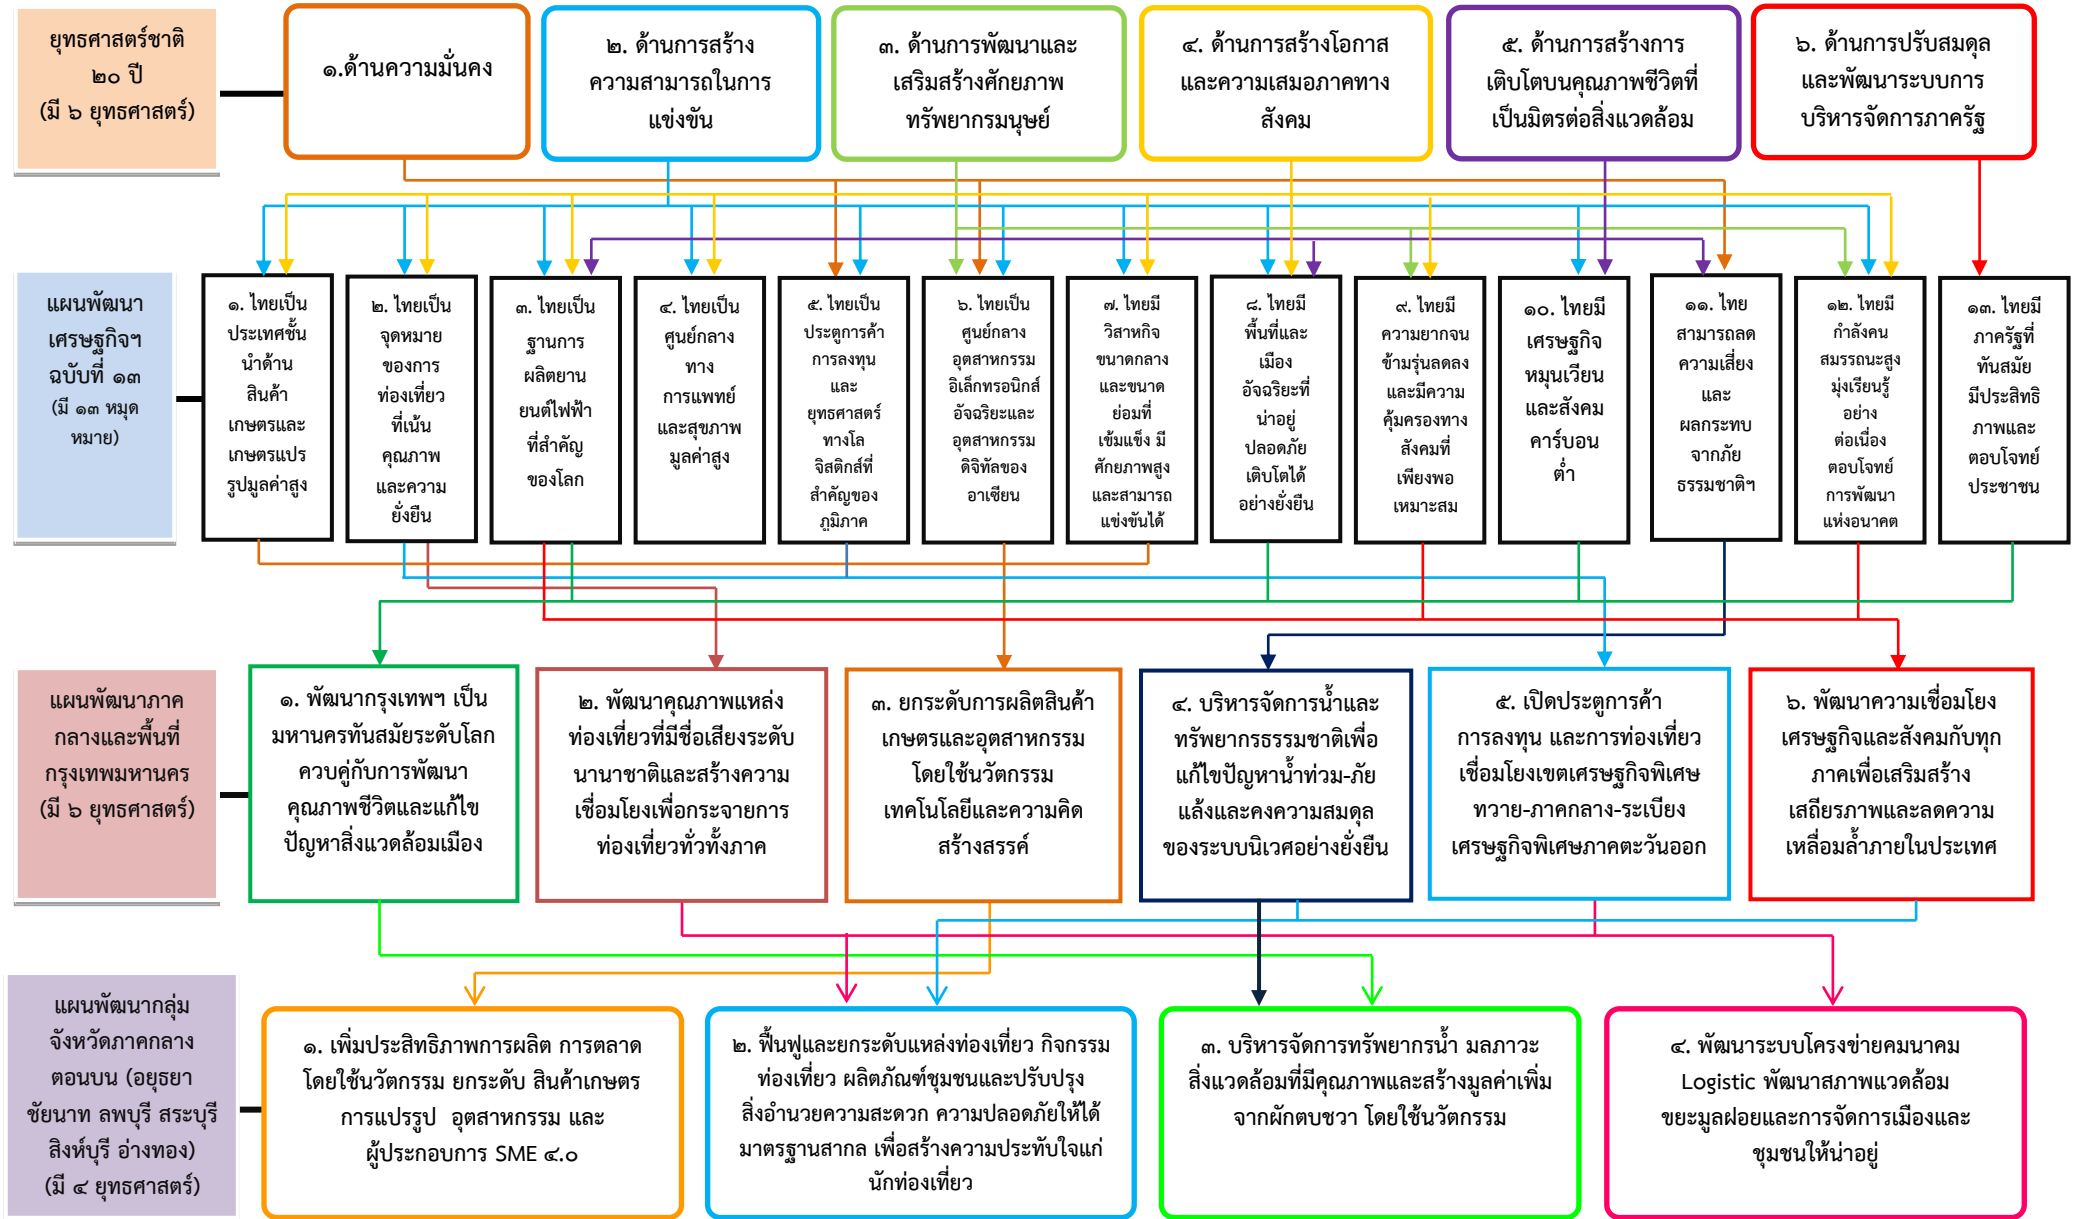 ยุทธศาสตร์ชาติ
๒๐ ปี
(มี ๖ ยุทธศาสตร์)
๑.ด้านความมั่นคง
๒. ด้านการสร้าง
ความสามารถในการ
แข่งขัน
๓. ด้านการพัฒนาและ
เสริมสร้างศักยภาพ
ทรัพยากรมนุษย์
๔. ด้านการสร้างโอกาส
และความเสมอภาคทาง
สังคม
๕. ด้านการสร้างการ
เติบโตบนคุณภาพชีวิตที่
เป็นมิตรต่อสิ่งแวดล้อม
๖. ด้านการปรับสมดุล
และพัฒนาระบบการ
บริหารจัดการภาครัฐ
แผนพัฒนา
เศรษฐกิจฯ
ฉบับที่ ๑๓
(มี ๑๓ หมุด
หมาย)
๑. ไทยเป็น
ประเทศชั้น
นำด้าน
สินค้า
เกษตรและ
เกษตรแปร
รูปมูลค่าสูง
๒. ไทยเป็น
จุดหมาย
ของการ
ท่องเที่ยว
ที่เน้น
คุณภาพ
และความ
ยั่งยืน
๓. ไทยเป็น
ฐานการ
ผลิตยาน
ยนต์ไฟฟ้า
ที่สำคัญ
ของโลก
๔. ไทยเป็น
ศูนย์กลาง
ทาง
การแพทย์
และสุขภาพ
มูลค่าสูง
๕. ไทยเป็น
ประตูการค้า
การลงทุน
และ
ยุทธศาสตร์
ทางโล
จิสติกส์ที่
สำคัญของ
ภูมิภาค
๖. ไทยเป็น
ศูนย์กลาง
อุตสาหกรรม
อิเล็กทรอนิกส์
อัจฉริยะและ
อุตสาหกรรม
ดิจิทัลของ
อาเซียน
๗. ไทยมี
วิสาหกิจ
ขนาดกลาง
และขนาด
ย่อมที่
เข้มแข็ง มี
ศักยภาพสูง
และสามารถ
แข่งขันได้
๘. ไทยมี
พื้นที่และ
เมือง
อัจฉริยะที่
น่าอยู่
ปลอดภัย
เติบโตได้
อย่างยั่งยืน
๙. ไทยมี
ความยากจน
ข้ามรุ่นลดลง
และมีความ
คุ้มครองทาง
สังคมที่
เพียงพอ
เหมาะสม
๑๐. ไทยมี
เศรษฐกิจ
หมุนเวียน
และสังคม
คาร์บอน
ต่ำ
๑๑. ไทย
สามารถลด
ความเสี่ยง
และ
ผลกระทบ
จากภัย
ธรรมชาติฯ
๑๒. ไทยมี
กำลังคน
สมรรถนะสูง
มุ่งเรียนรู้
อย่าง
ต่อเนื่อง
ตอบโจทย์
การพัฒนา
แห่งอนาคต
๑๓. ไทยมี
ภาครัฐที่
ทันสมัย
มีประสิทธิ
ภาพและ
ตอบโจทย์
ประชาชน
แผนพัฒนาภาค
กลางและพื้นที่
กรุงเทพมหานคร
(มี ๖ ยุทธศาสตร์)
๑. พัฒนากรุงเทพฯ เป็น
มหานครทันสมัยระดับโลก
ควบคู่กับการพัฒนา
คุณภาพชีวิตและแก้ไข
ปัญหาสิ่งแวดล้อมเมือง
๒. พัฒนาคุณภาพแหล่ง
ท่องเที่ยวที่มีชื่อเสียงระดับ
นานาชาติและสร้างความ
เชื่อมโยงเพื่อกระจายการ
ท่องเที่ยวทั่วทั้งภาค
๓. ยกระดับการผลิตสินค้า
เกษตรและอุตสาหกรรม
โดยใช้นวัตกรรม
เทคโนโลยีและความคิด
สร้างสรรค์
๔. บริหารจัดการน้ำและ
ทรัพยากรธรรมชาติเพื่อ
แก้ไขปัญหาน้ำท่วม-ภัย
แล้งและคงความสมดุล
ของระบบนิเวศอย่างยั่งยืน
๕. เปิดประตูการค้า
การลงทุน และการท่องเที่ยว
เชื่อมโยงเขตเศรษฐกิจพิเศษ
ทวาย-ภาคกลาง-ระเบียง
เศรษฐกิจพิเศษภาคตะวันออก
๖. พัฒนาความเชื่อมโยง
เศรษฐกิจและสังคมกับทุก
ภาคเพื่อเสริมสร้าง
เสถียรภาพและลดความ
เหลื่อมล้ำภายในประเทศ
แผนพัฒนากลุ่ม
จังหวัดภาคกลาง
ตอนบน (อยุธยา
ชัยนาท ลพบุรี สระบุรี
สิงห์บุรี อ่างทอง)
(มี ๔ ยุทธศาสตร์)
๑. เพิ่มประสิทธิภาพการผลิต การตลาด
โดยใช้นวัตกรรม ยกระดับ สินค้าเกษตร
การแปรรูป อุตสาหกรรม และ
ผู้ประกอบการ SME ๔.๐
๒. ฟื้นฟูและยกระดับแหล่งท่องเที่ยว กิจกรรม
ท่องเที่ยว ผลิตภัณฑ์ชุมชนและปรับปรุง
สิ่งอำนวยความสะดวก ความปลอดภัยให้ได้
มาตรฐานสากล เพื่อสร้างความประทับใจแก่
นักท่องเที่ยว
๓. บริหารจัดการทรัพยากรน้ำ มลภาวะ
สิ่งแวดล้อมที่มีคุณภาพและสร้างมูลค่าเพิ่ม
จากผักตบชวา โดยใช้นวัตกรรม
๔. พัฒนาระบบโครงข่ายคมนาคม
Logistic พัฒนาสภาพแวดล้อม
ขยะมูลฝอยและการจัดการเมืองและ
ชุมชนให้น่าอยู่